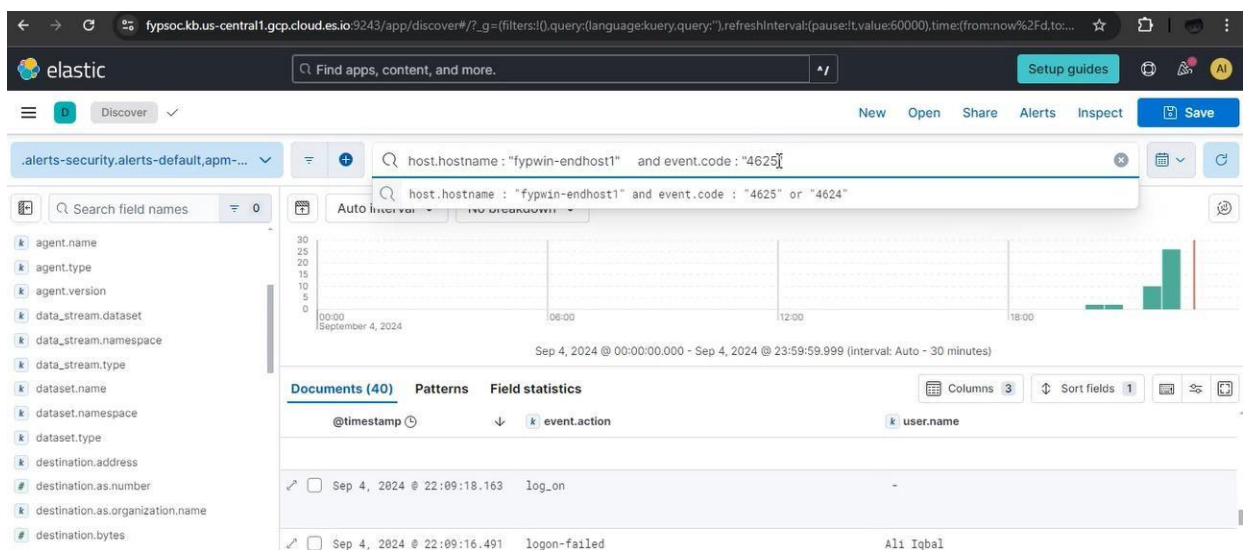 fypsoc.kb.us-central1.gcp.cloud.es.io:9243/app/discover#/?_g=(filters:!(),query:(language:kuery,query:''),refreshInterval:(pause:!t,value:60000),time:(from:now%2Fd,to:...
elastic
Find apps, content, and more.
^/
Setup guides
AI
D
Discover
New
Open
Share
Alerts
Inspect
Save
.alerts-security.alerts-default,apm-...
host.hostname : "fypwin-endhost1" and event.code : "4625"
host.hostname : "fypwin-endhost1" and event.code : "4625" or "4624"
Search field names
0
Auto interval
No breakdown
k agent.name
k agent.type
k agent.version
k data_stream.dataset
k data_stream.namespace
k data_stream.type
k dataset.name
k dataset.namespace
k dataset.type
k destination.address
# destination.as.number
k destination.as.organization.name
# destination.bytes
30
25
20
15
10
5
0
00:00
September 4, 2024
06:00
12:00
18:00
Sep 4, 2024 @ 00:00:00.000 - Sep 4, 2024 @ 23:59:59.999 (interval: Auto - 30 minutes)
Documents (40)
Patterns
Field statistics
Columns 3
Sort fields 1
@timestamp
k event.action
k user.name
Sep 4, 2024 @ 22:09:18.163 log_on -
Sep 4, 2024 @ 22:09:16.491 logon-failed Ali Iqbal